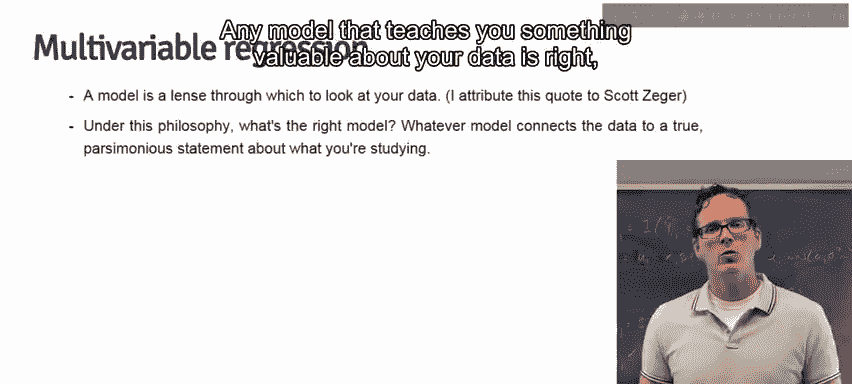 Any model that teaches you something
valuable about your data is right,
Multivariable regression
- A model is a lense through which to look at your data. (I attribute this quote to Scott Zeger)
- Under this philosophy, what's the right model? Whatever model connects the data to a true,
parsimonious statement about what you're studying.